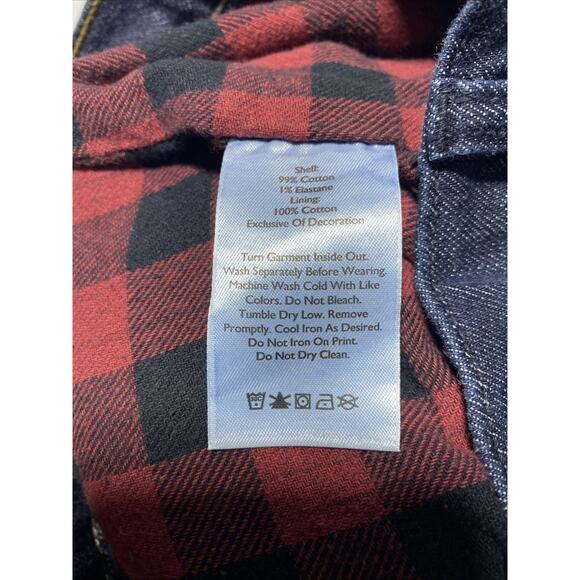 Shell:
99% Cotton
1% Elastane
Lining:
100% Cotton
Exclusive Of Decoration
Turn Garment Inside Out.
Wash Separately Before Wearing.
Machine Wash Cold With Like
Colors. Do Not Bleach.
Tumble Dry Low. Remove
Promptly. Cool Iron As Desired.
Do Not Iron On Print.
Do Not Dry Clean.